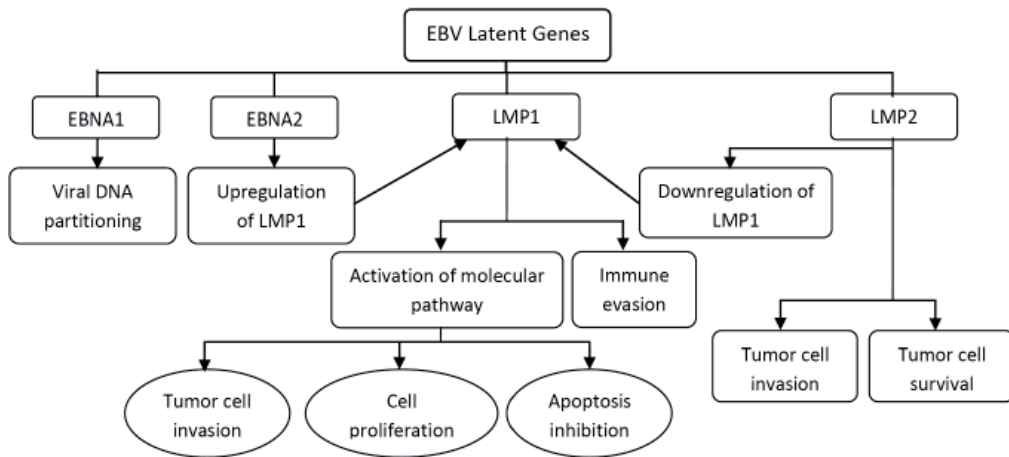 EBV Latent Genes
EBNA1
EBNA2
LMP1
LMP2
Viral DNA
partitioning
Upregulation
of LMP1
Downregulation of
LMP1
Activation of molecular
pathway
Immune
evasion
Tumor cell
invasion
Tumor cell
survival
Tumor cell
invasion
Cell
proliferation
Apoptosis
inhibition